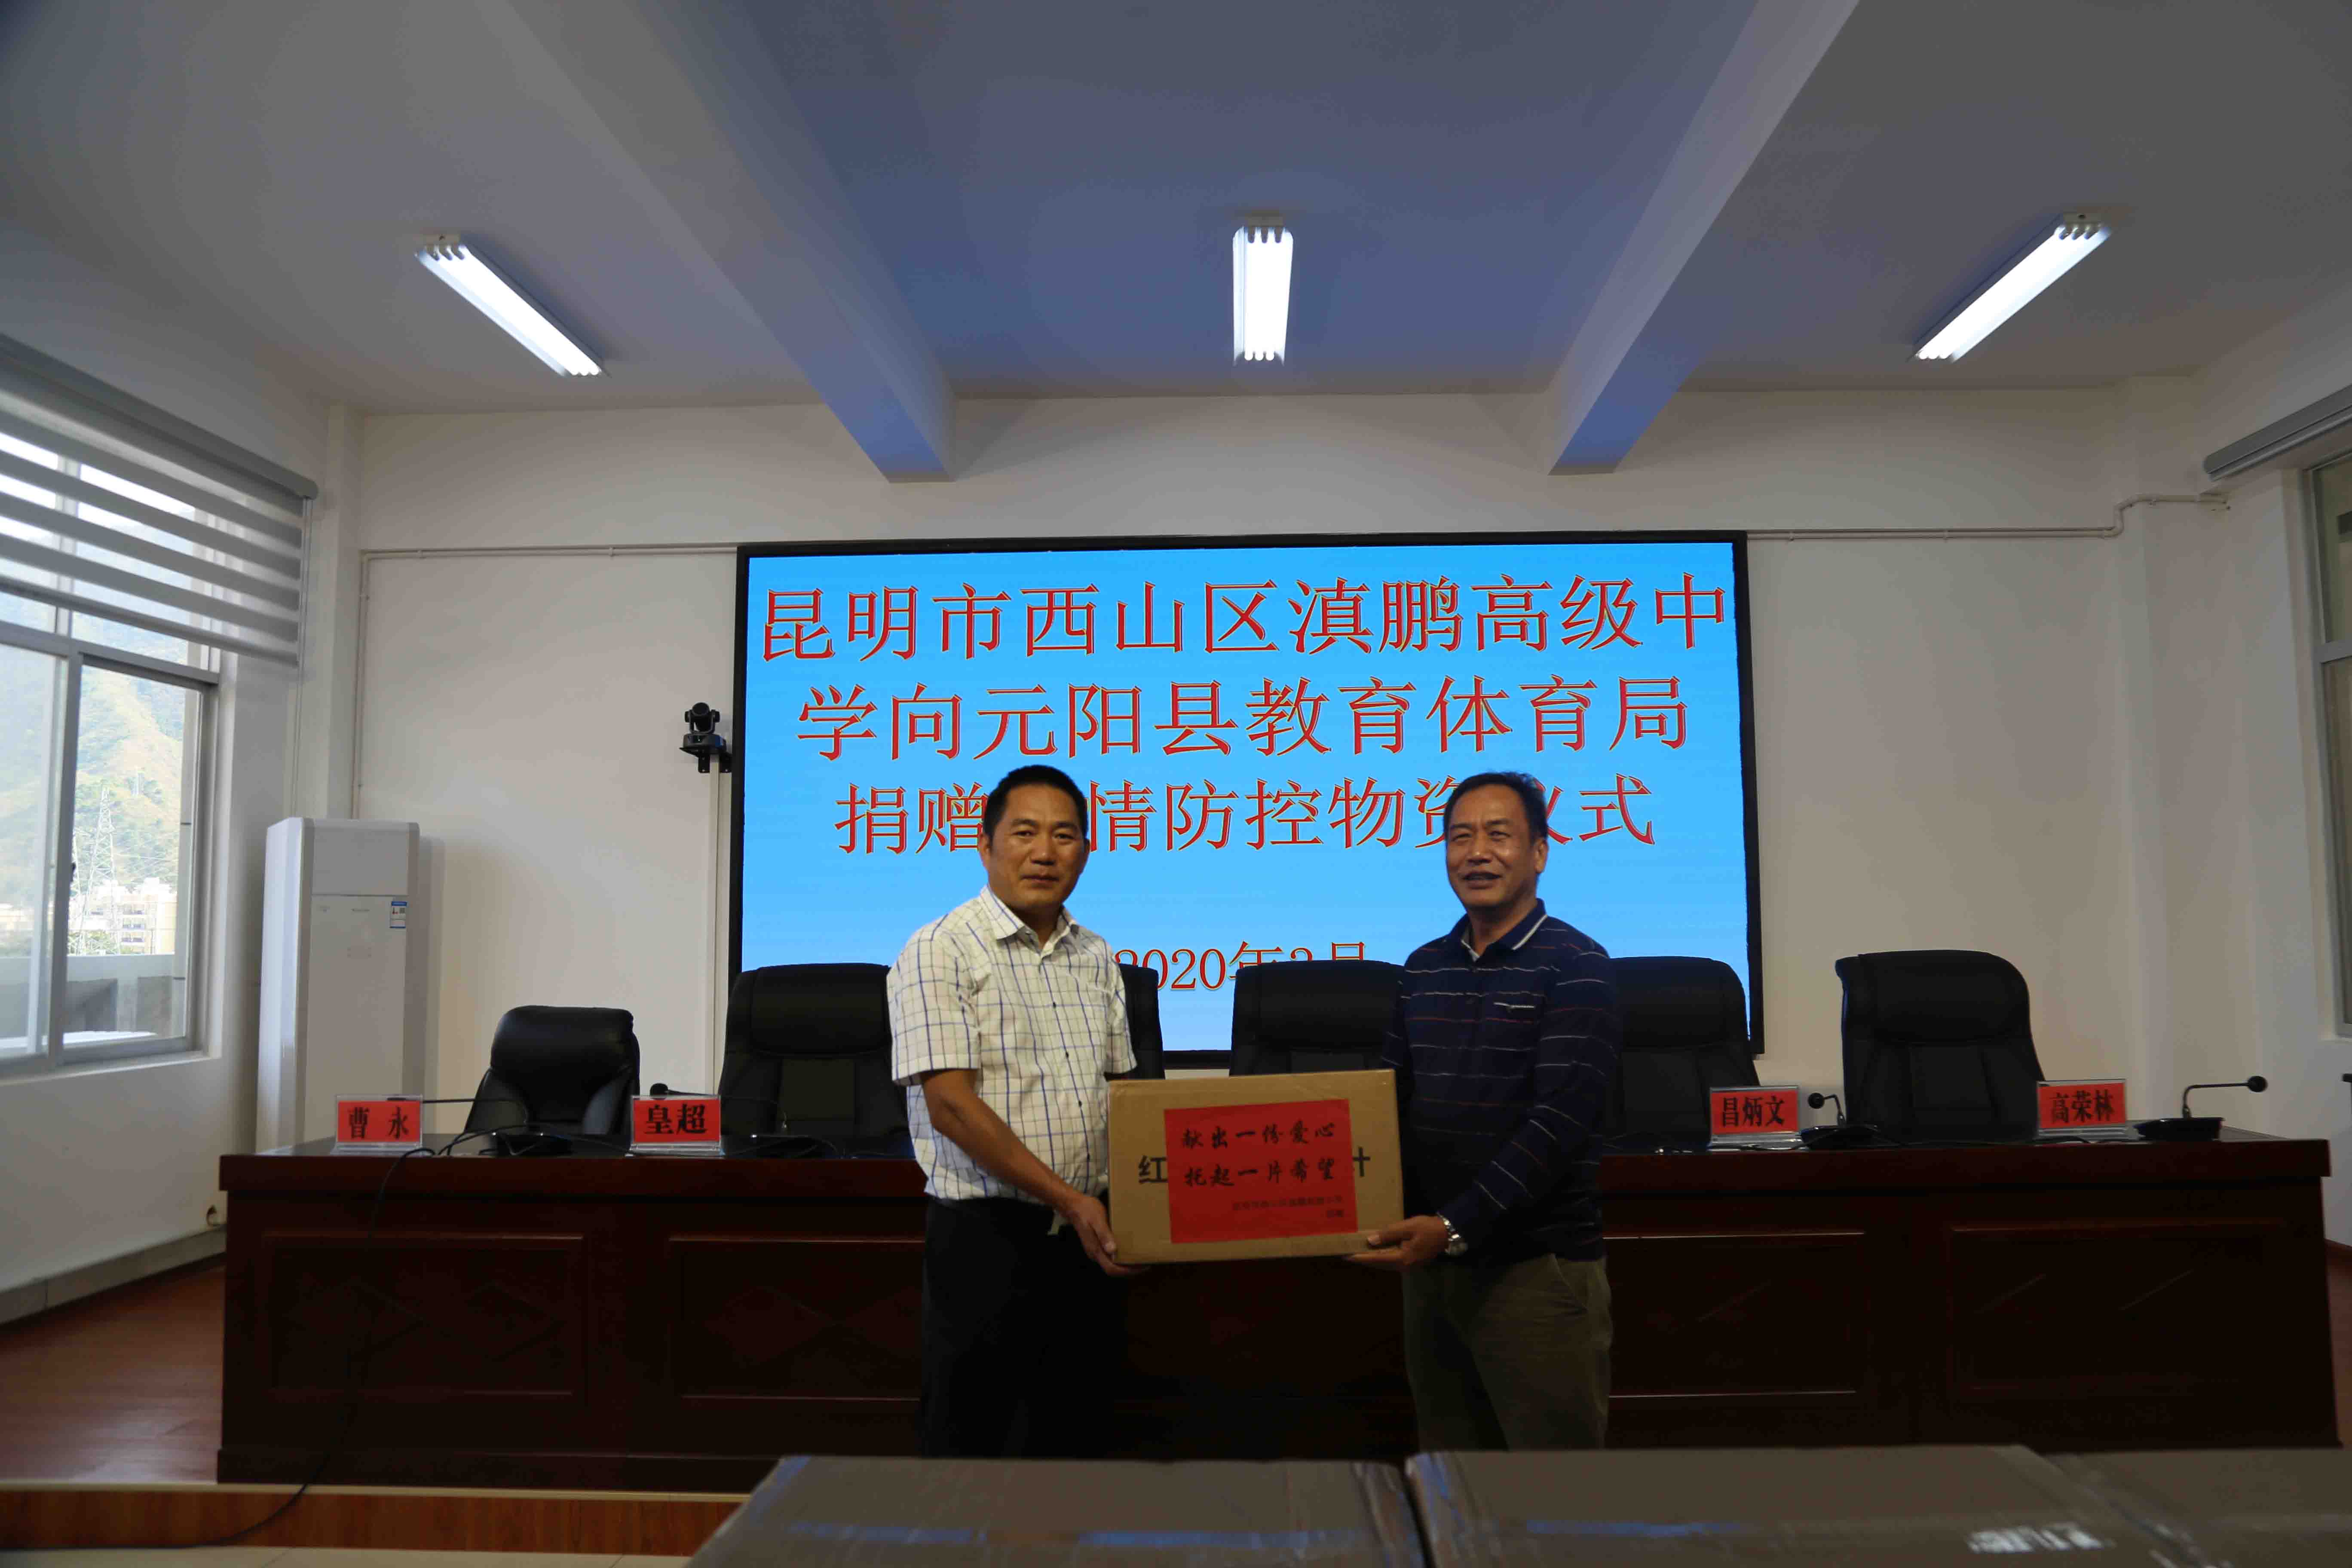 昆明市西山区滇鹏高级中
学向元阳县教育体育局
捐赠 情防控物资仪式
2020年3月
曹 永
皇超
昌炳文
高荣林
红 计
献出一份爱心
托起一片希望